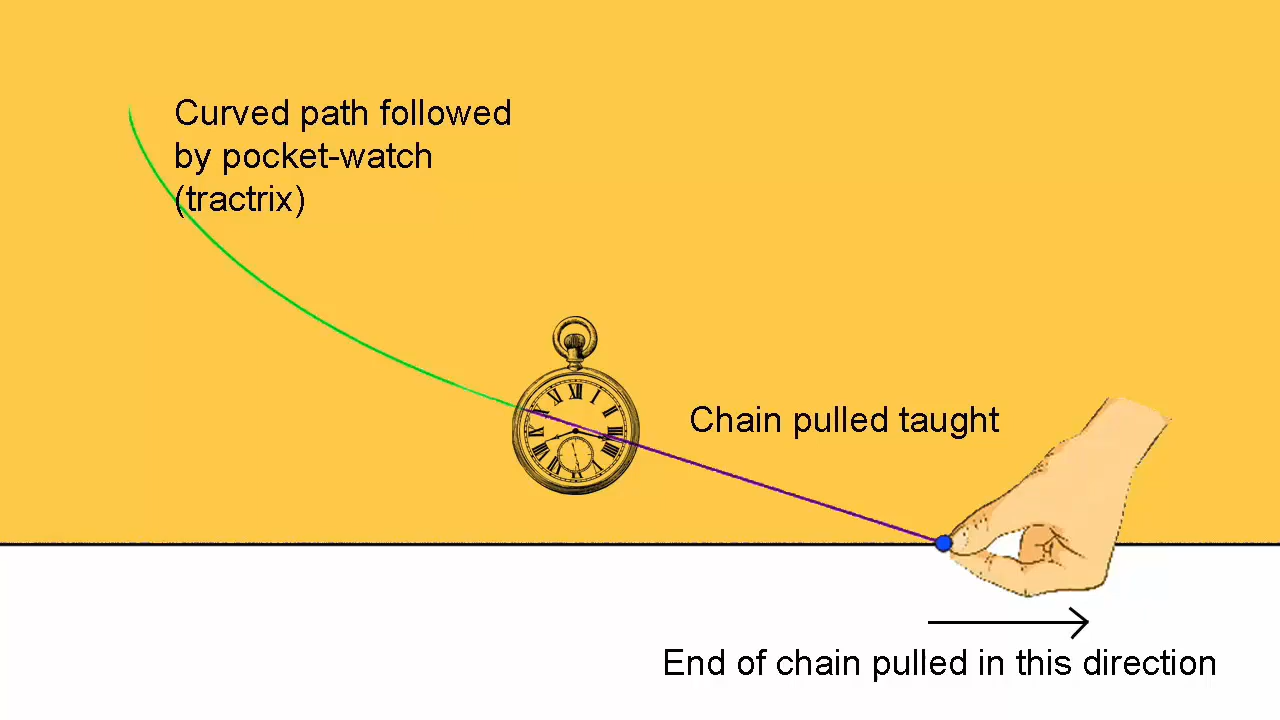 Curved path followed
by pocket-watch
(tractrix)
Chain pulled taught
End of chain pulled in this direction